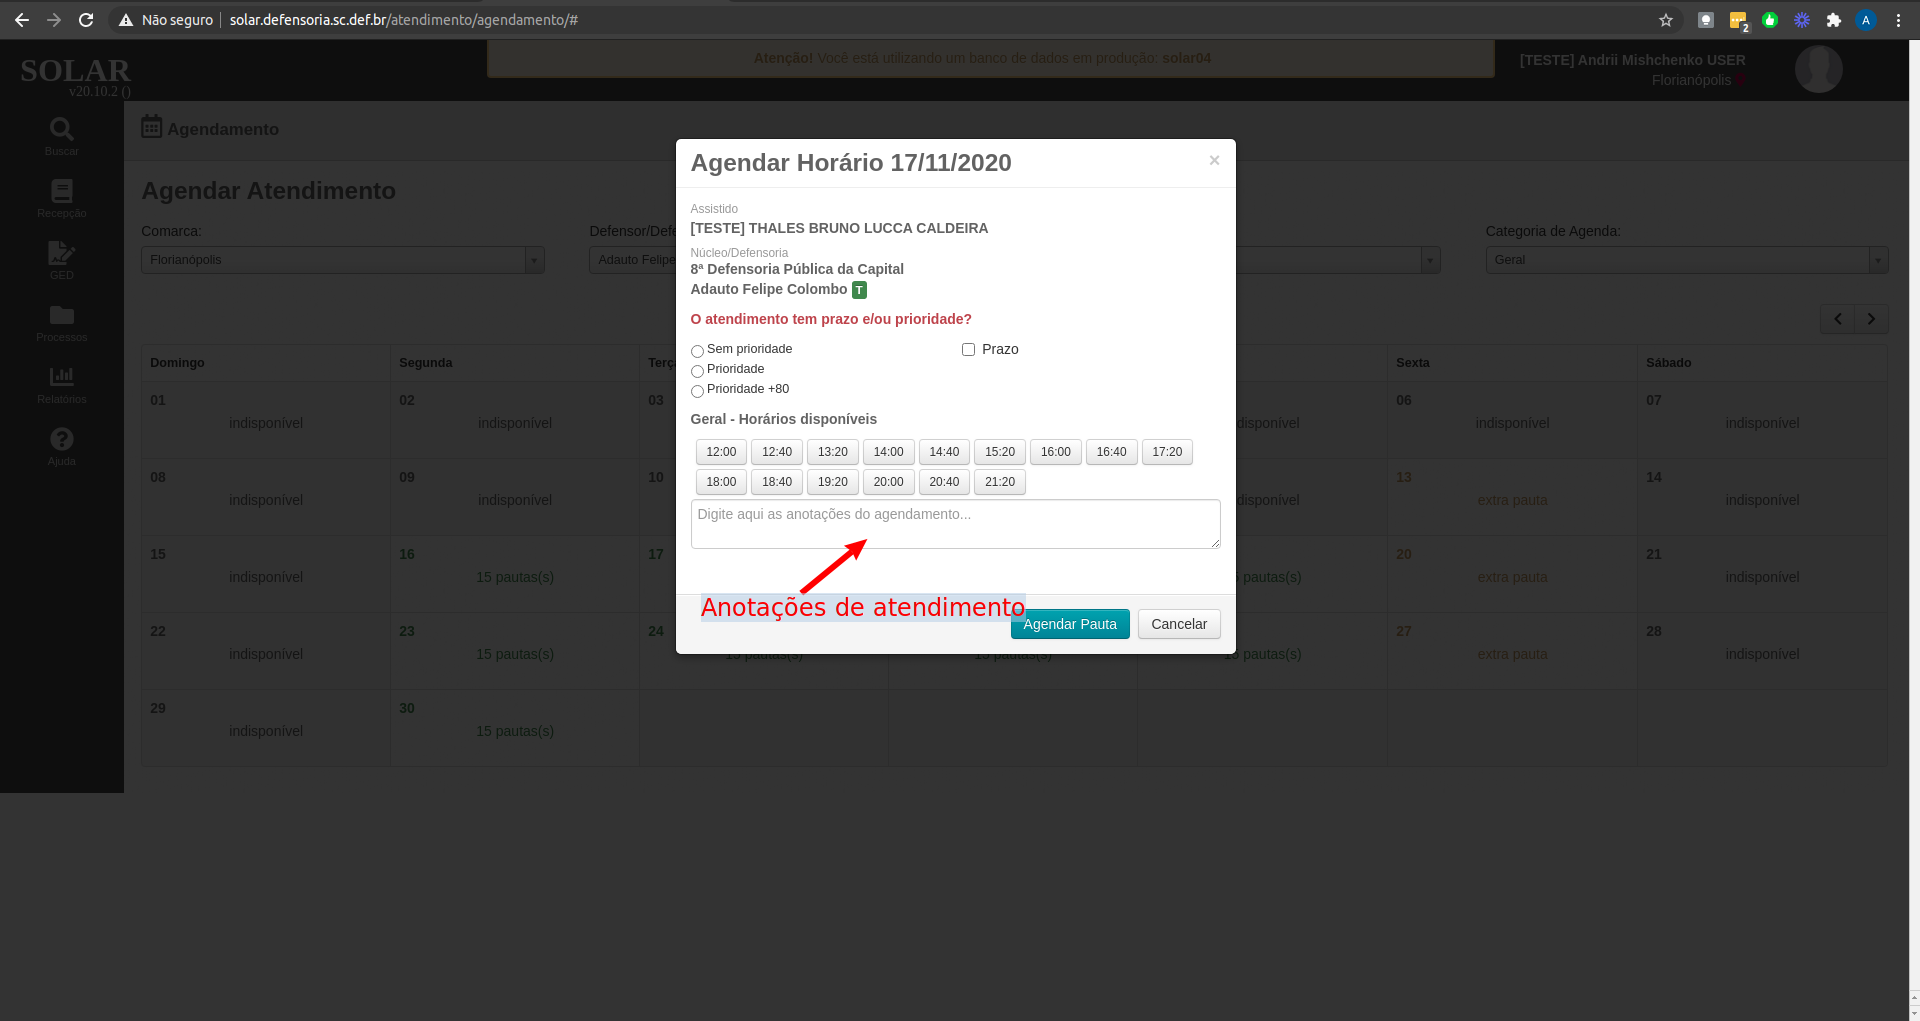 Não seguro
solar.defensoria.sc.def.br/atendimento/agendamento/#
2
A
SOLAR
v20.10.2 ()
Atenção! Você está utilizando um banco de dados em produção: solar04
[TESTE] Andrii Mishchenko USER
Florianópolis
Buscar
Recepção
GED
Processos
Relatórios
Ajuda
Agendamento
Agendar Atendimento
Comarca:
Florianópolis
Adauto Felipe
Categoria de Agenda:
Geral
Domingo
Segunda
Sexta
Sábado
01
indisponível
02
indisponível
03
06
indisponível
07
indisponível
08
indisponível
09
indisponível
10
13
extra pauta
14
indisponível
15
indisponível
16
15 pautas(s)
17
pautas(s)
20
extra pauta
21
indisponível
22
indisponível
23
15 pautas(s)
24
15 pautas(s)
15 pautas(s)
15 pautas(s)
27
extra pauta
28
indisponível
29
indisponível
30
15 pautas(s)
Agendar Horário 17/11/2020
×
Assistido
[TESTE] THALES BRUNO LUCCA CALDEIRA
Núcleo/Defensoria
8ª Defensoria Pública da Capital
Adauto Felipe Colombo T
O atendimento tem prazo e/ou prioridade?
Sem prioridade
Prioridade
Prioridade +80
Prazo
Geral - Horários disponíveis
12:00 12:40 13:20 14:00 14:40 15:20 16:00 16:40 17:20
18:00 18:40 19:20 20:00 20:40 21:20
Digite aqui as anotações do agendamento...
Anotações de atendimento
Agendar Pauta
Cancelar